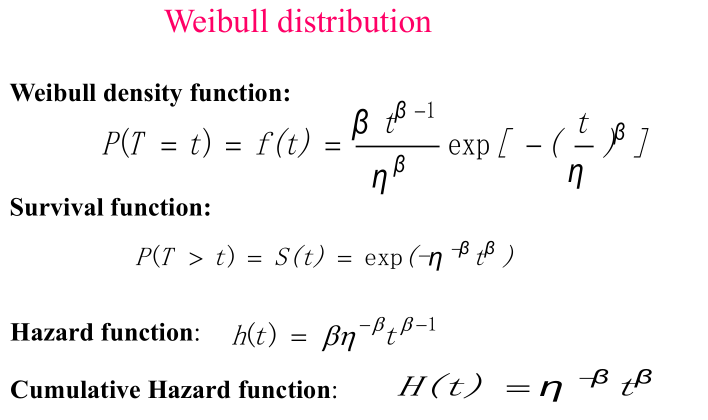 Weibull distribution
Weibull density function:
P(T = t) = f(t) = β t^{β−1} / η^β exp[ −( t / η )^β ]
Survival function:
P(T > t) = S(t) = exp(−η^{−β} t^β )
Hazard function: h(t) = βη^{−β}t^{β−1}
Cumulative Hazard function: H(t) = η^{−β} t^β